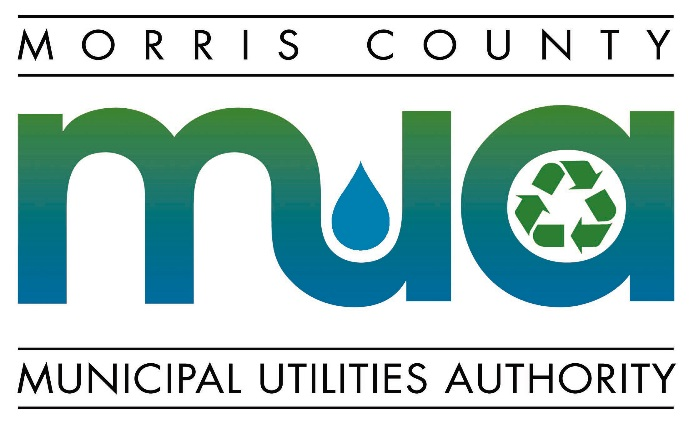 MORRIS COUNTY
mua
MUNICIPAL UTILITIES AUTHORITY